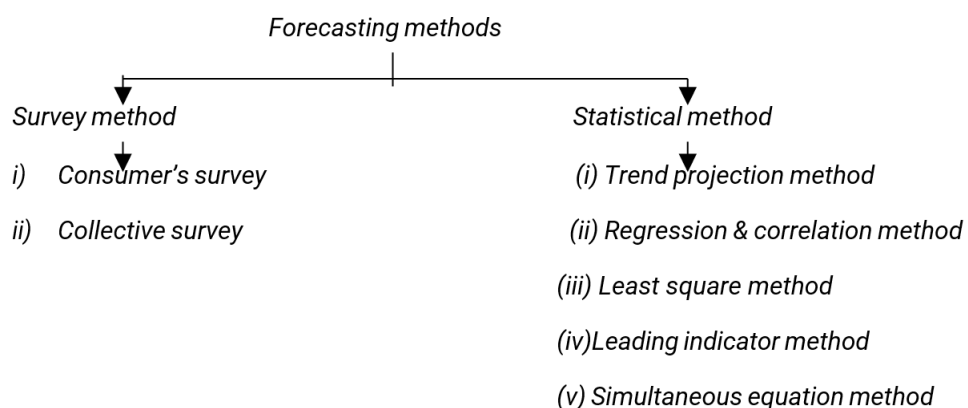 Forecasting methods
Survey method
i) Consumer's survey
ii) Collective survey
Statistical method
(i) Trend projection method
(ii) Regression & correlation method
(iii) Least square method
(iv)Leading indicator method
(v) Simultaneous equation method